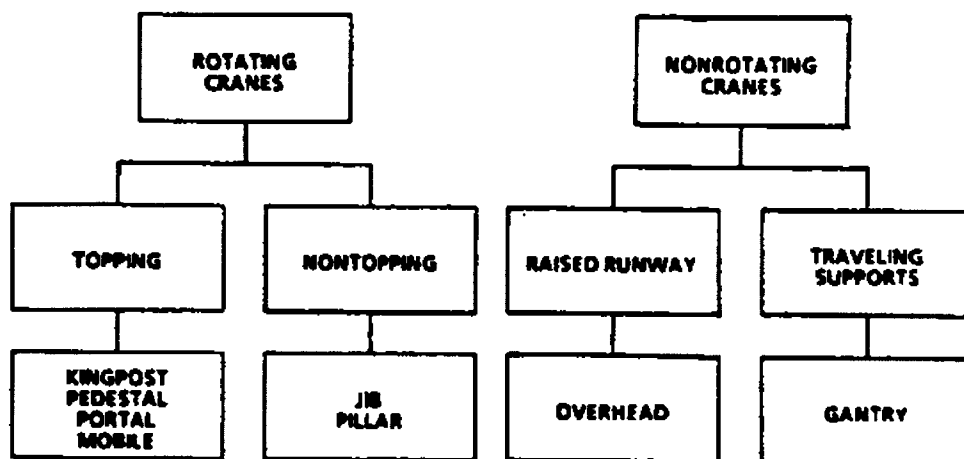 ROTATING
CRANES
NONROTATING
CRANES
TOPPING
NONTOPPING
RAISED RUNWAY
TRAVELING
SUPPORTS
KINGPOST
PEDESTAL
PORTAL
MOBILE
JIB
PILLAR
OVERHEAD
GANTRY